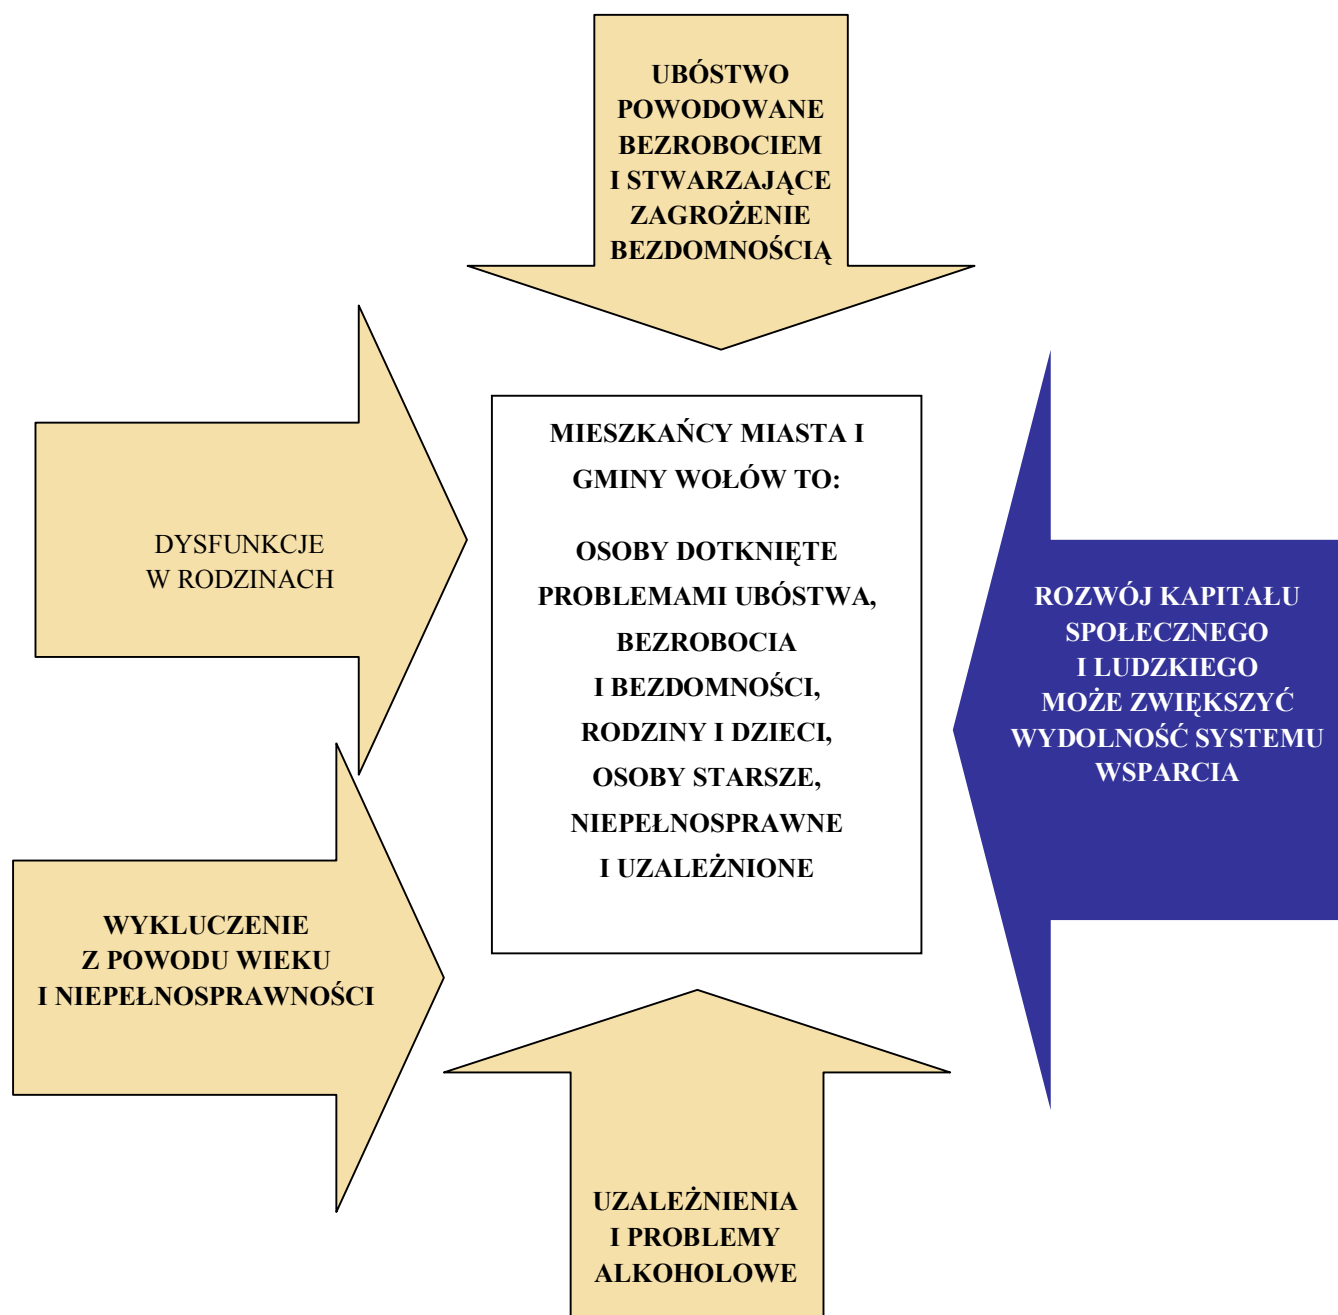 UBÓSTWO
POWODOWANE
BEZROBOCIEM
I STWARZAJĄCE
ZAGROŻENIE
BEZDOMNOŚCIĄ
DYSFUNKCJE
W RODZINACH
MIESZKAŃCY MIASTA I
GMINY WOŁÓW TO:
OSOBY DOTKNIĘTE
PROBLEMAMI UBÓSTWA,
BEZROBOCIA
I BEZDOMNOŚCI,
RODZINY I DZIECI,
OSOBY STARSZE,
NIEPEŁNOSPRAWNE
I UZALEŻNIONE
ROZWÓJ KAPITAŁU
SPOŁECZNEGO
I LUDZKIEGO
MOŻE ZWIĘKSZYĆ
WYDOLNOŚĆ SYSTEMU
WSPARCIA
WYKLUCZENIE
Z POWODU WIEKU
I NIEPEŁNOSPRAWNOŚCI
UZALEŻNIENIA
I PROBLEMY
ALKOHOLOWE